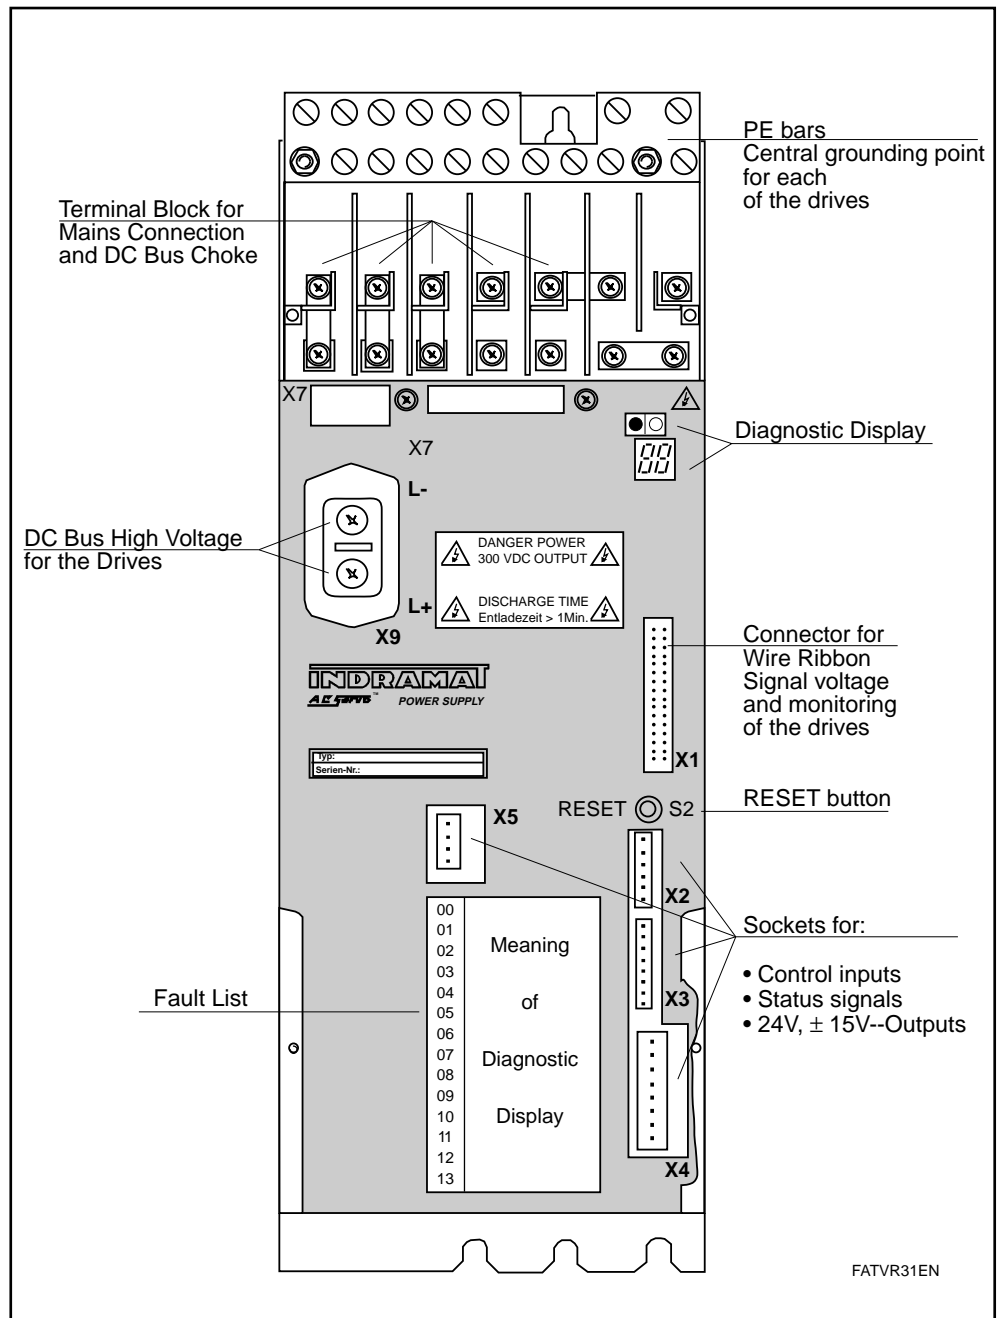 PE bars
Central grounding point
for each
of the drives
Terminal Block for
Mains Connection
and DC Bus Choke
X7
X7
Diagnostic Display
L-
DC Bus High Voltage
for the Drives
DANGER POWER
300 VDC OUTPUT
DISCHARGE TIME
Entladezeit > 1Min.
L+
X9
Connector for
Wire Ribbon
Signal voltage
and monitoring
of the drives
INDRAMAT
AC Servo™ POWER SUPPLY
X1
Typ:
Serien-Nr.:
RESET S2
RESET button
X5
X2
Sockets for:
• Control inputs
• Status signals
• 24V, ± 15V--Outputs
X3
X4
Fault List
00
01
02
03
04
05
06
07
08
09
10
11
12
13
Meaning
of
Diagnostic
Display
FATVR31EN